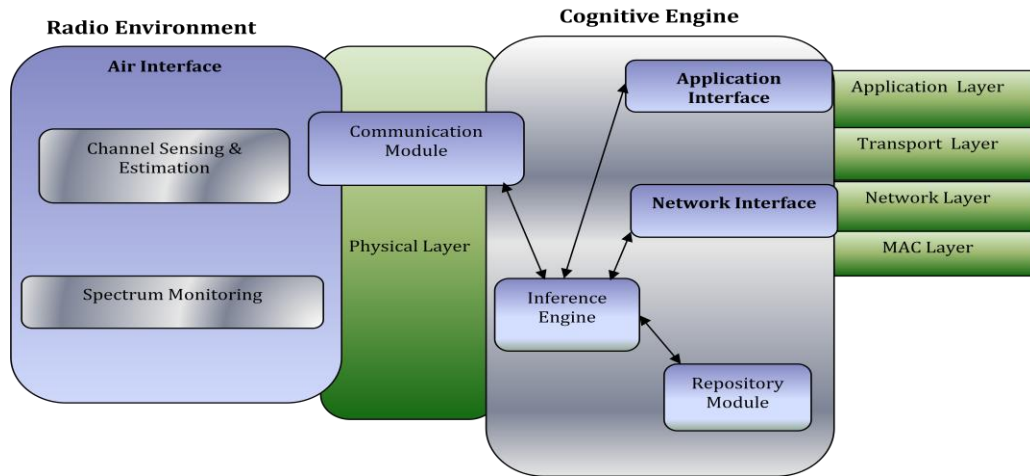 Radio Environment
Air Interface
Channel Sensing &
Estimation
Spectrum Monitoring
Communication
Module
Physical Layer
Cognitive Engine
Application
Interface
Network Interface
Inference
Engine
Repository
Module
Application Layer
Transport Layer
Network Layer
MAC Layer